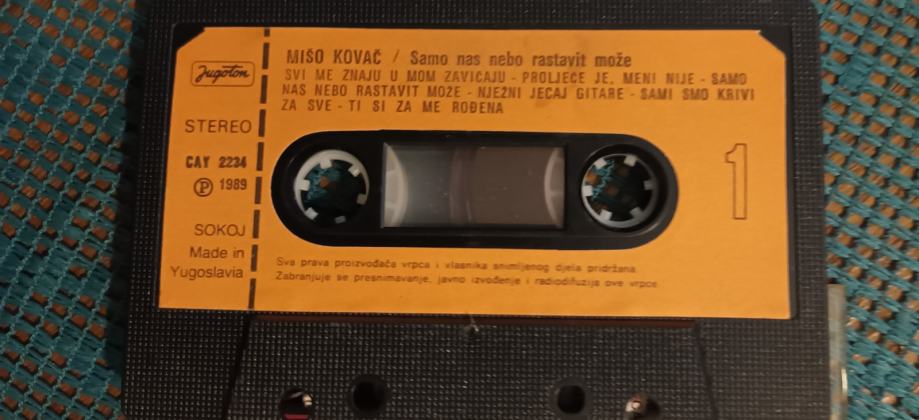 Jugoton
STEREO
CAY 2234
Ⓟ 1989
SOKOJ
Made in
Yugoslavia
MIŠO KOVAČ / Samo nas nebo rastavit može
SVI ME ZNAJU U MOM ZAVIČAJU - PROLJEĆE JE, MENI NIJE - SAMO
NAS NEBO RASTAVIT MOŽE - NJEŽNI JECAJ GITARE - SAMI SMO KRIVI
ZA SVE - TI SI ZA ME ROĐENA
1
Sva prava proizvođača vrpca i vlasnika snimljenog djela pridržana.
Zabranjuje se presnimavanje, javno izvođenje i radiodifuzija ove vrpce.